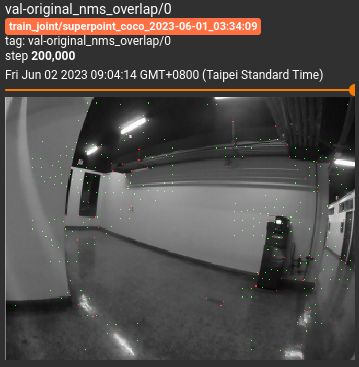 val-original_nms_overlap/0
train_joint/superpoint_coco_2023-06-01_03:34:09
tag: val-original_nms_overlap/0
step 200,000
Fri Jun 02 2023 09:04:14 GMT+0800 (Taipei Standard Time)